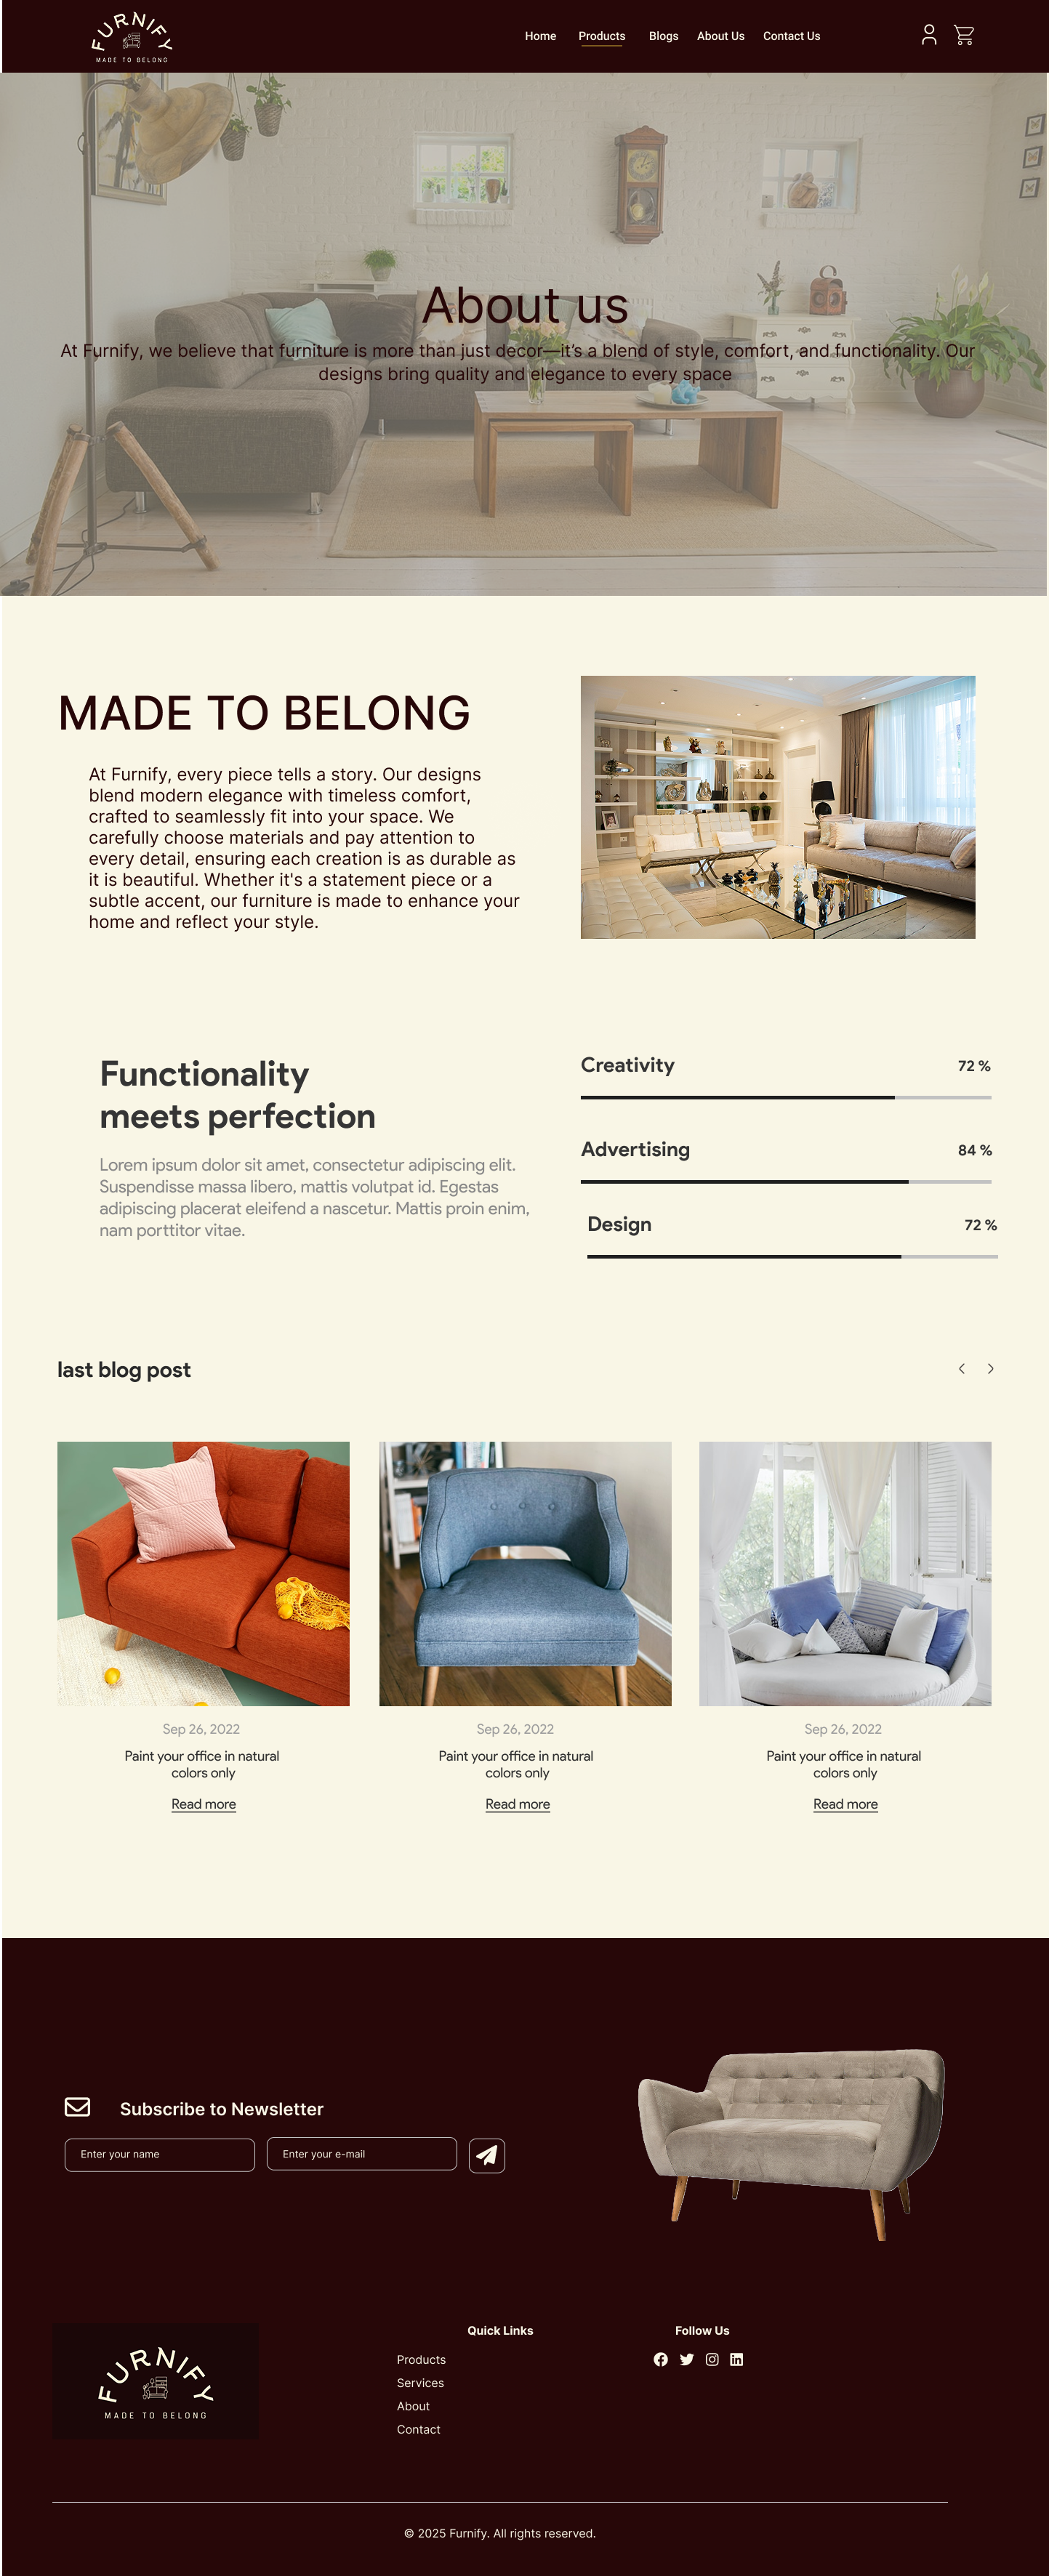 FURNIFY
MADE TO BELONG
Home Products Blogs About Us Contact Us
About us
At Furnify, we believe that furniture is more than just decor—it's a blend of style, comfort, and functionality. Our
designs bring quality and elegance to every space
MADE TO BELONG
At Furnify, every piece tells a story. Our designs
blend modern elegance with timeless comfort,
crafted to seamlessly fit into your space. We
carefully choose materials and pay attention to
every detail, ensuring each creation is as durable as
it is beautiful. Whether it's a statement piece or a
subtle accent, our furniture is made to enhance your
home and reflect your style.
Functionality
meets perfection
Lorem ipsum dolor sit amet, consectetur adipiscing elit.
Suspendisse massa libero, mattis volutpat id. Egestas
adipiscing placerat eleifend a nascetur. Mattis proin enim,
nam porttitor vitae.
Creativity 72 %
Advertising 84 %
Design 72 %
last blog post
Sep 26, 2022
Paint your office in natural
colors only
Read more
Sep 26, 2022
Paint your office in natural
colors only
Read more
Sep 26, 2022
Paint your office in natural
colors only
Read more
Subscribe to Newsletter
Enter your name
Enter your e-mail
FURNIFY
MADE TO BELONG
Quick Links
Products
Services
About
Contact
Follow Us
© 2025 Furnify. All rights reserved.